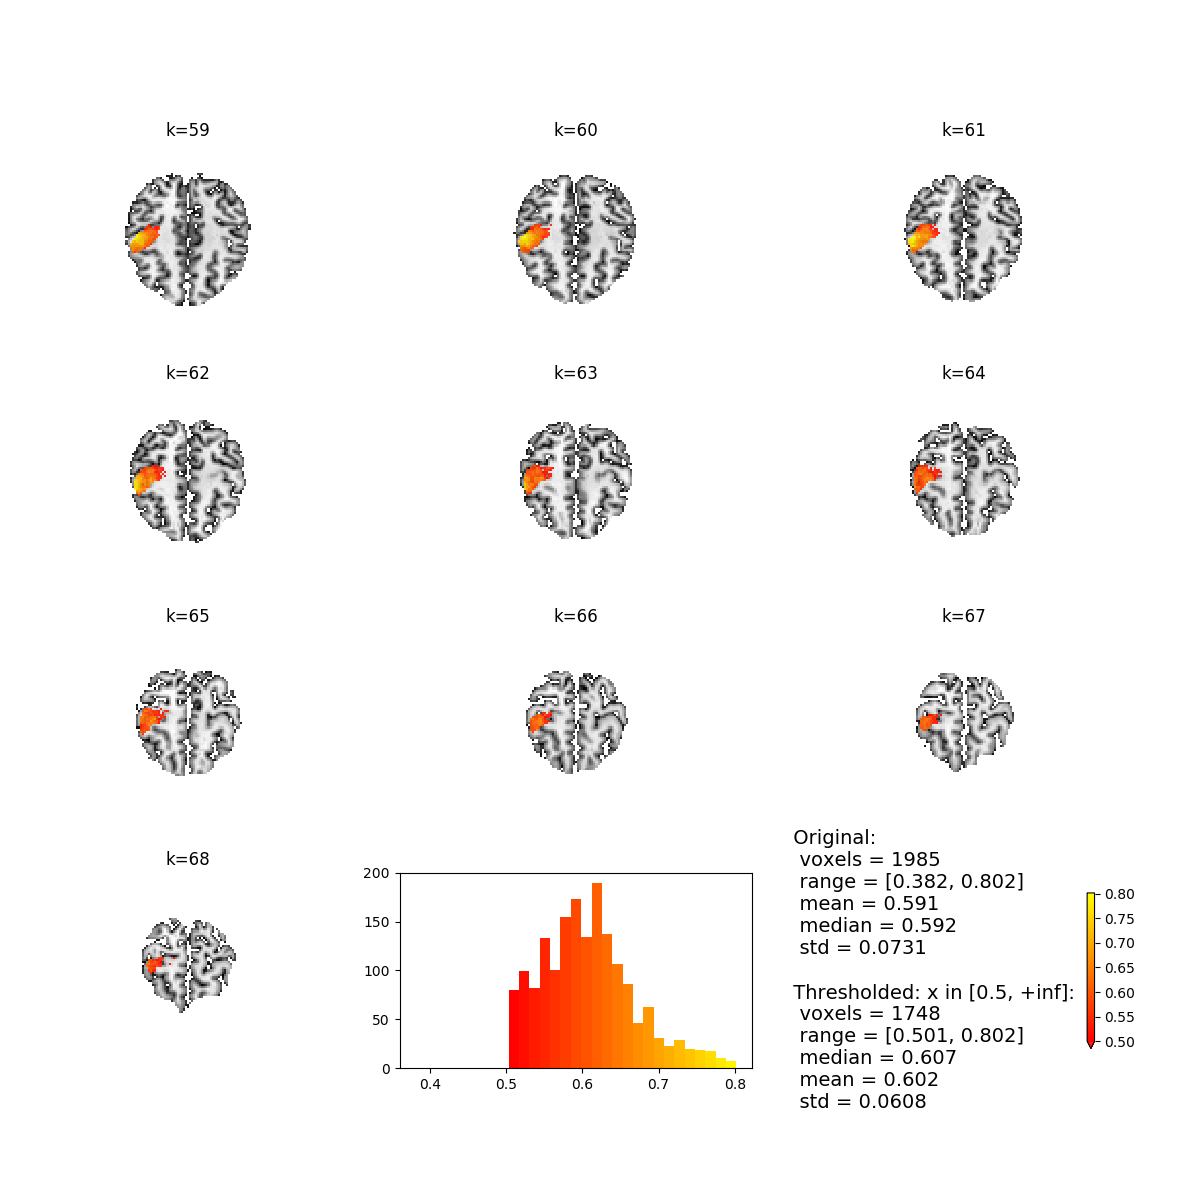 k=59
k=60
k=61
k=62
k=63
k=64
k=65
k=66
k=67
k=68
200
150
100
50
0
0.4
0.5
0.6
0.7
0.8
Original:
voxels = 1985
range = [0.382, 0.802]
mean = 0.591
median = 0.592
std = 0.0731
Thresholded: x in [0.5, +inf]:
voxels = 1748
range = [0.501, 0.802]
median = 0.607
mean = 0.602
std = 0.0608
0.80
0.75
0.70
0.65
0.60
0.55
0.50